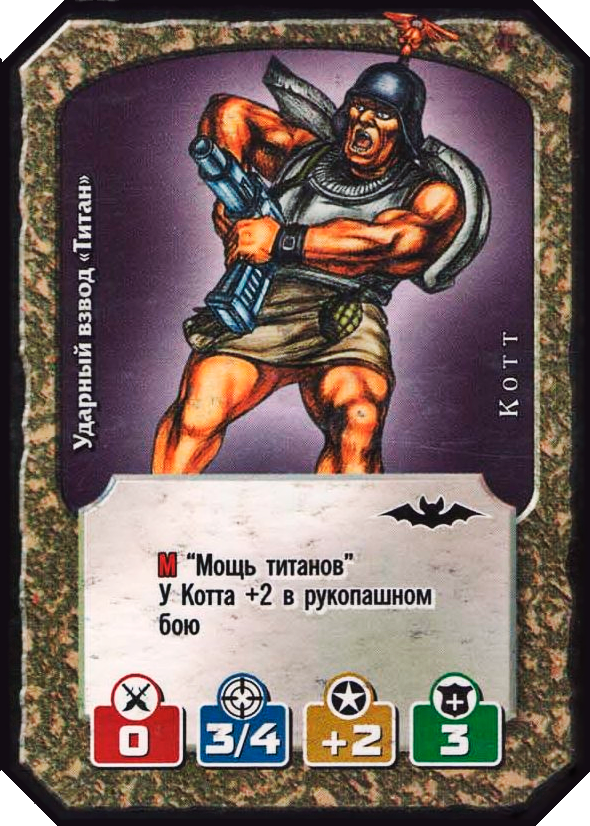 Ударный взвод «Титан»
Котт
М “Мощь титанов”
У Котта +2 в рукопашном
бою
0 3/4 +2 3